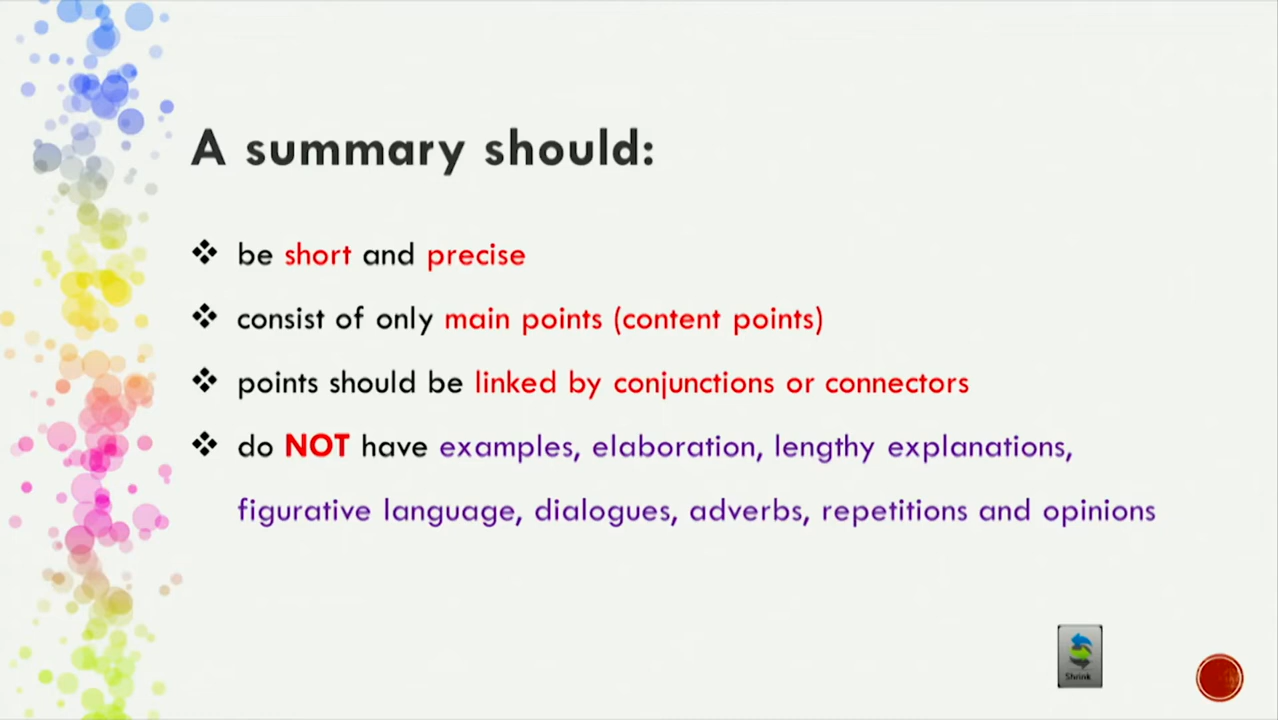 A summary should:
❖ be short and precise
❖ consist of only main points (content points)
❖ points should be linked by conjunctions or connectors
❖ do NOT have examples, elaboration, lengthy explanations,
figurative language, dialogues, adverbs, repetitions and opinions
Shrink